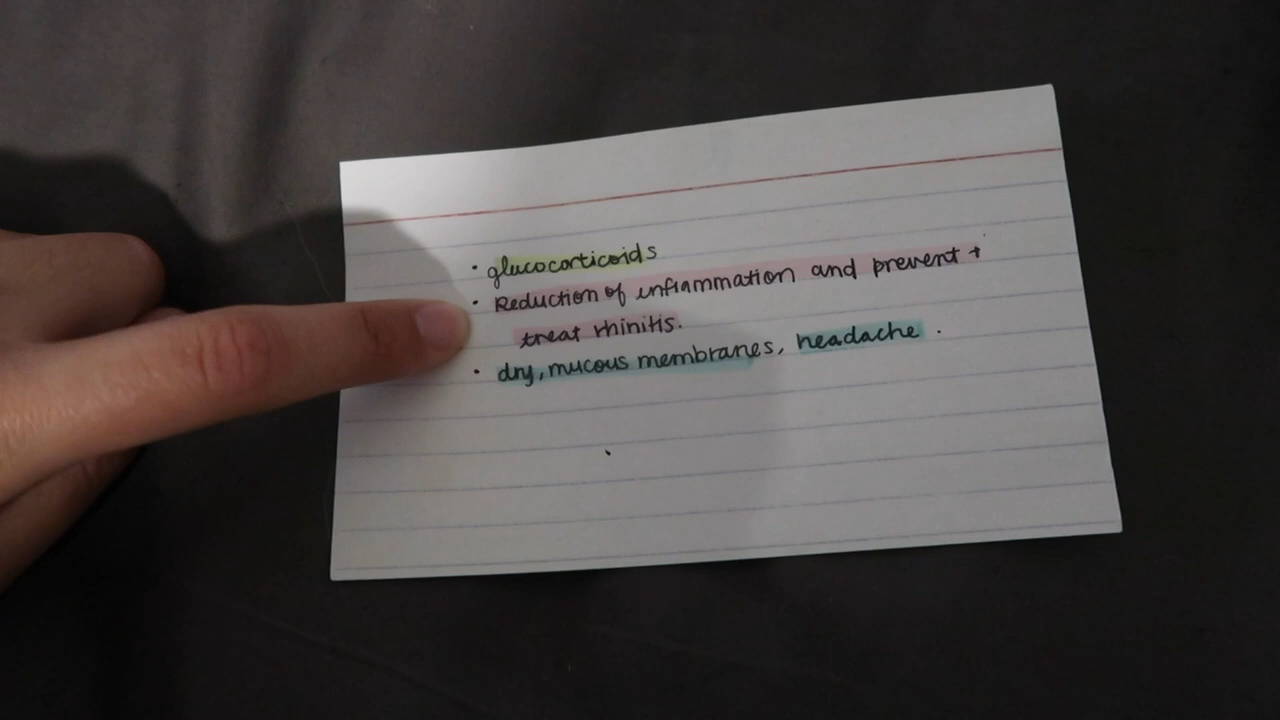 • glucocorticoids
• Reduction of inflammation and prevent +
treat rhinitis.
• dry, mucous membranes, headache.